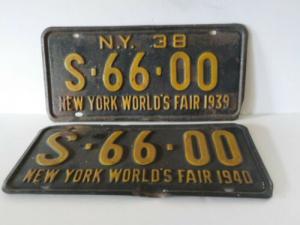 N.Y. 38
S·66·00
NEW YORK WORLD'S FAIR 1939
S·66·00
NEW YORK WORLD'S FAIR 1940